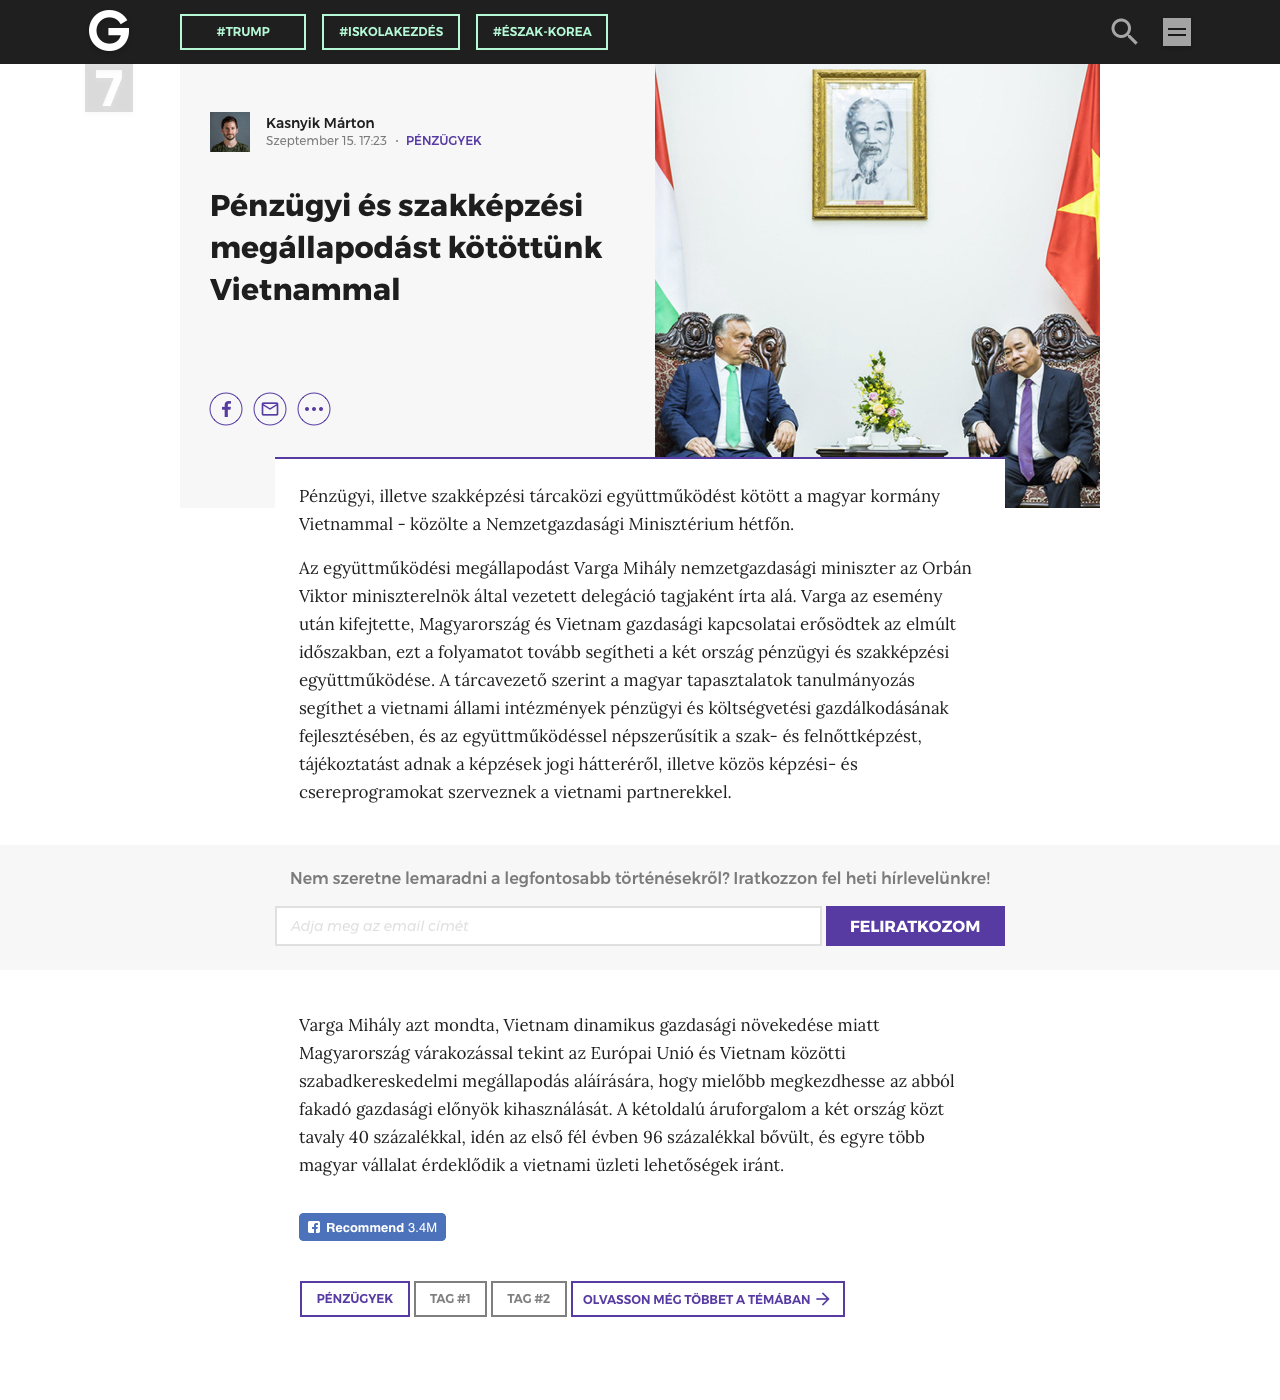 G
#TRUMP
#ISKOLAKEZDÉS
#ÉSZAK-KOREA
7
Kasnyik Márton
Szeptember 15. 17:23 · PÉNZÜGYEK
Pénzügyi és szakképzési
megállapodást kötöttünk
Vietnammal
Pénzügyi, illetve szakképzési tárcaközi együttműködést kötött a magyar kormány
Vietnammal - közölte a Nemzetgazdasági Minisztérium hétfőn.
Az együttműködési megállapodást Varga Mihály nemzetgazdasági miniszter az Orbán
Viktor miniszterelnök által vezetett delegáció tagjaként írta alá. Varga az esemény
után kifejtette, Magyarország és Vietnam gazdasági kapcsolatai erősödtek az elmúlt
időszakban, ezt a folyamatot tovább segítheti a két ország pénzügyi és szakképzési
együttműködése. A tárcavezető szerint a magyar tapasztalatok tanulmányozás
segíthet a vietnami állami intézmények pénzügyi és költségvetési gazdálkodásának
fejlesztésében, és az együttműködéssel népszerűsítik a szak- és felnőttképzést,
tájékoztatást adnak a képzések jogi hátteréről, illetve közös képzési- és
csereprogramokat szerveznek a vietnami partnerekkel.
Nem szeretne lemaradni a legfontosabb történésekről? Iratkozzon fel heti hírlevelünkre!
Adja meg az email címét
FELIRATKOZOM
Varga Mihály azt mondta, Vietnam dinamikus gazdasági növekedése miatt
Magyarország várakozással tekint az Európai Unió és Vietnam közötti
szabadkereskedelmi megállapodás aláírására, hogy mielőbb megkezdhesse az abból
fakadó gazdasági előnyök kihasználását. A kétoldalú áruforgalom a két ország közt
tavaly 40 százalékkal, idén az első fél évben 96 százalékkal bővült, és egyre több
magyar vállalat érdeklődik a vietnami üzleti lehetőségek iránt.
Recommend 3.4M
PÉNZÜGYEK
TAG #1
TAG #2
OLVASSON MÉG TÖBBET A TÉMÁBAN →